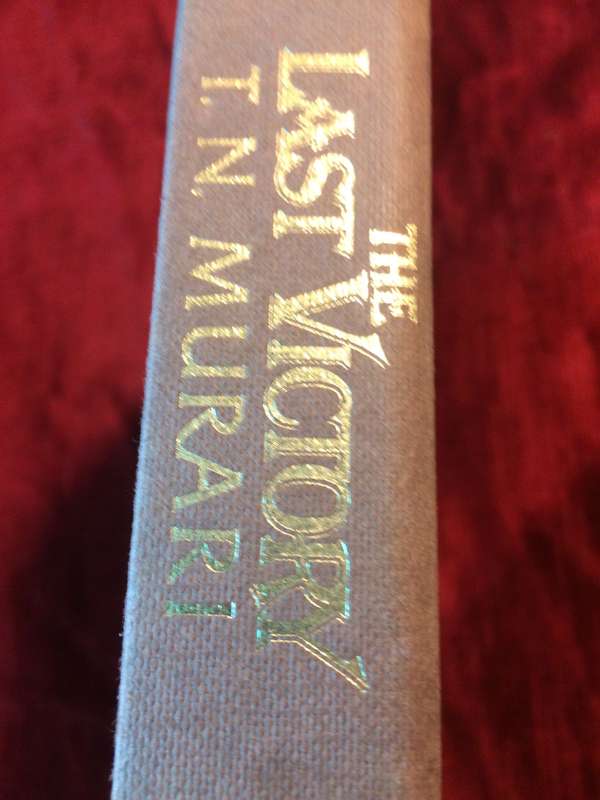 THE
LAST VICTORY
T.N. MURARI